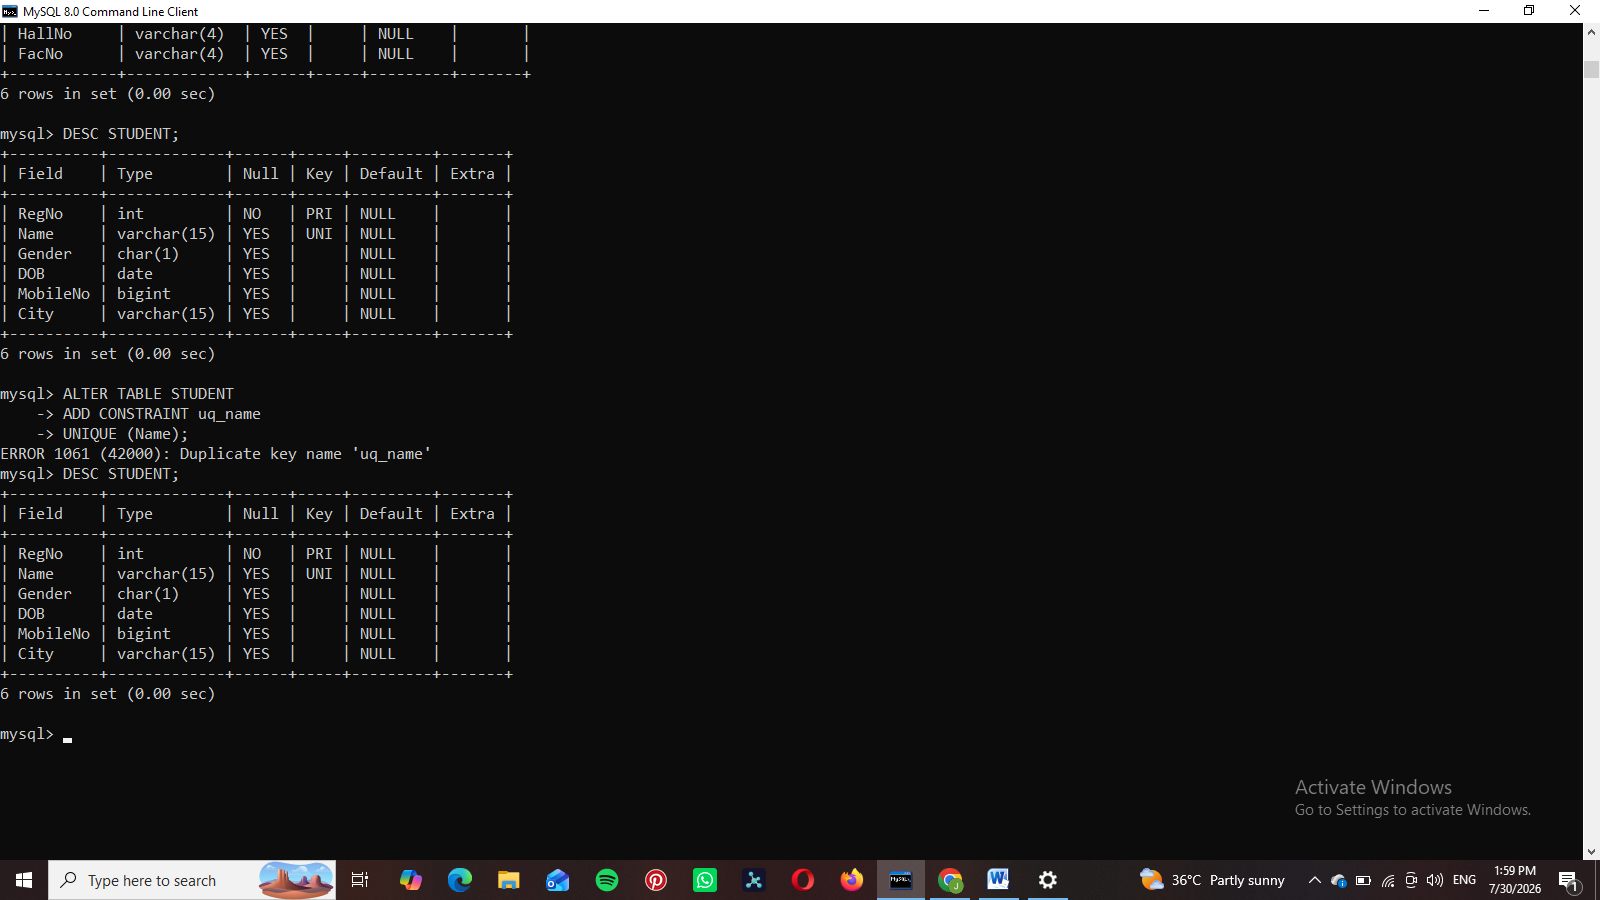 MySQL 8.0 Command Line Client
| HallNo     | varchar(4)  | YES  |     | NULL    |       |
| FacNo      | varchar(4)  | YES  |     | NULL    |       |
+------------+-------------+------+-----+---------+-------+
6 rows in set (0.00 sec)
mysql> DESC STUDENT;
+----------+-------------+------+-----+---------+-------+
| Field    | Type        | Null | Key | Default | Extra |
+----------+-------------+------+-----+---------+-------+
| RegNo    | int         | NO   | PRI | NULL    |       |
| Name     | varchar(15) | YES  | UNI | NULL    |       |
| Gender   | char(1)     | YES  |     | NULL    |       |
| DOB      | date        | YES  |     | NULL    |       |
| MobileNo | bigint      | YES  |     | NULL    |       |
| City     | varchar(15) | YES  |     | NULL    |       |
+----------+-------------+------+-----+---------+-------+
6 rows in set (0.00 sec)
mysql> ALTER TABLE STUDENT
    -> ADD CONSTRAINT uq_name
    -> UNIQUE (Name);
ERROR 1061 (42000): Duplicate key name 'uq_name'
mysql> DESC STUDENT;
+----------+-------------+------+-----+---------+-------+
| Field    | Type        | Null | Key | Default | Extra |
+----------+-------------+------+-----+---------+-------+
| RegNo    | int         | NO   | PRI | NULL    |       |
| Name     | varchar(15) | YES  | UNI | NULL    |       |
| Gender   | char(1)     | YES  |     | NULL    |       |
| DOB      | date        | YES  |     | NULL    |       |
| MobileNo | bigint      | YES  |     | NULL    |       |
| City     | varchar(15) | YES  |     | NULL    |       |
+----------+-------------+------+-----+---------+-------+
6 rows in set (0.00 sec)
mysql>
Activate Windows
Go to Settings to activate Windows.
Type here to search
36°C Partly sunny
ENG
1:59 PM
7/30/2026
1